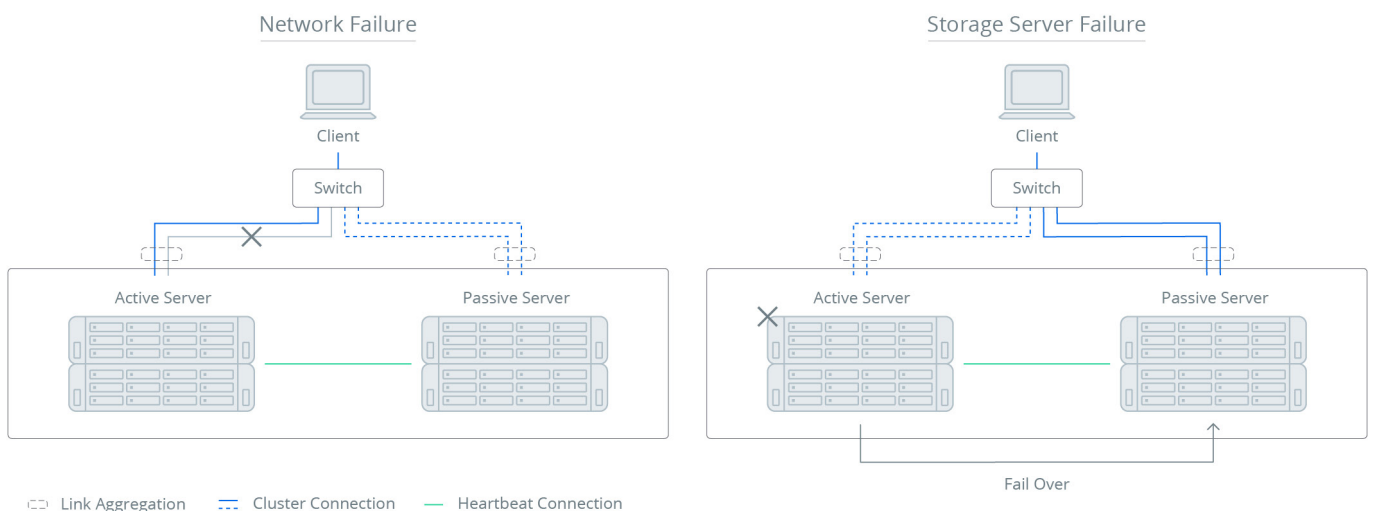 Network Failure
Client
Switch
Active Server
Passive Server
Storage Server Failure
Client
Switch
Active Server
Passive Server
Fail Over
Link Aggregation
Cluster Connection
Heartbeat Connection